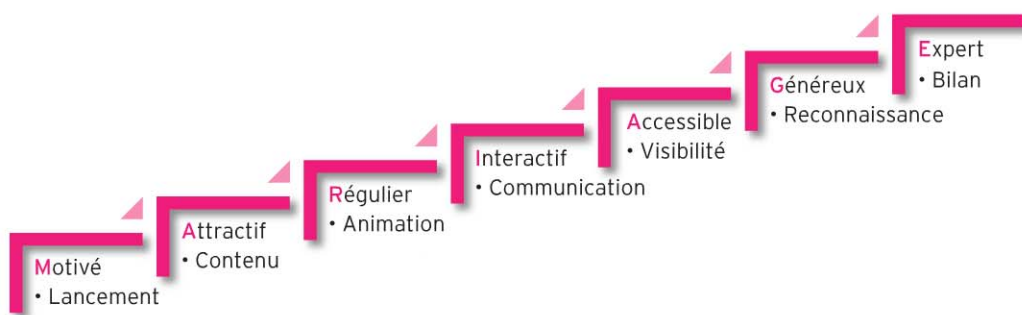 Motivé
• Lancement
Attractif
• Contenu
Régulier
• Animation
Interactif
• Communication
Accessible
• Visibilité
Généreux
• Reconnaissance
Expert
• Bilan